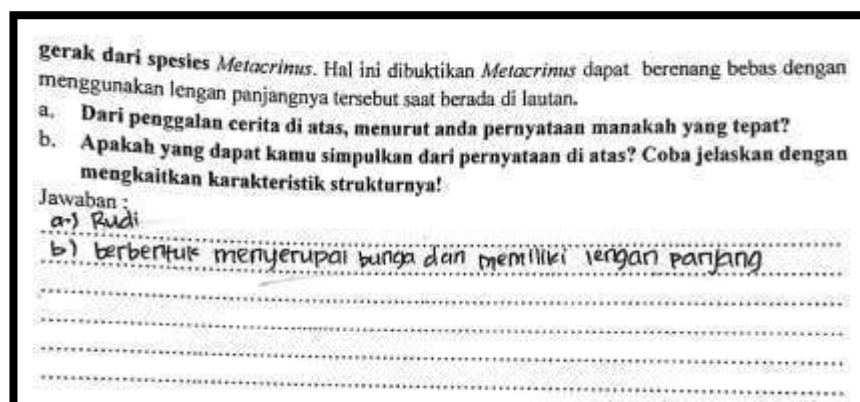 gerak dari spesies Metacrinus. Hal ini dibuktikan Metacrinus dapat berenang bebas dengan
menggunakan lengan panjangnya tersebut saat berada di lautan.
a. Dari penggalan cerita di atas, menurut anda pernyataan manakah yang tepat?
b. Apakah yang dapat kamu simpulkan dari pernyataan di atas? Coba jelaskan dengan
mengkaitkan karakteristik strukturnya!
Jawaban :
a.) Rudi
b) berbentuk menyerupai bunga dan memiliki lengan panjang